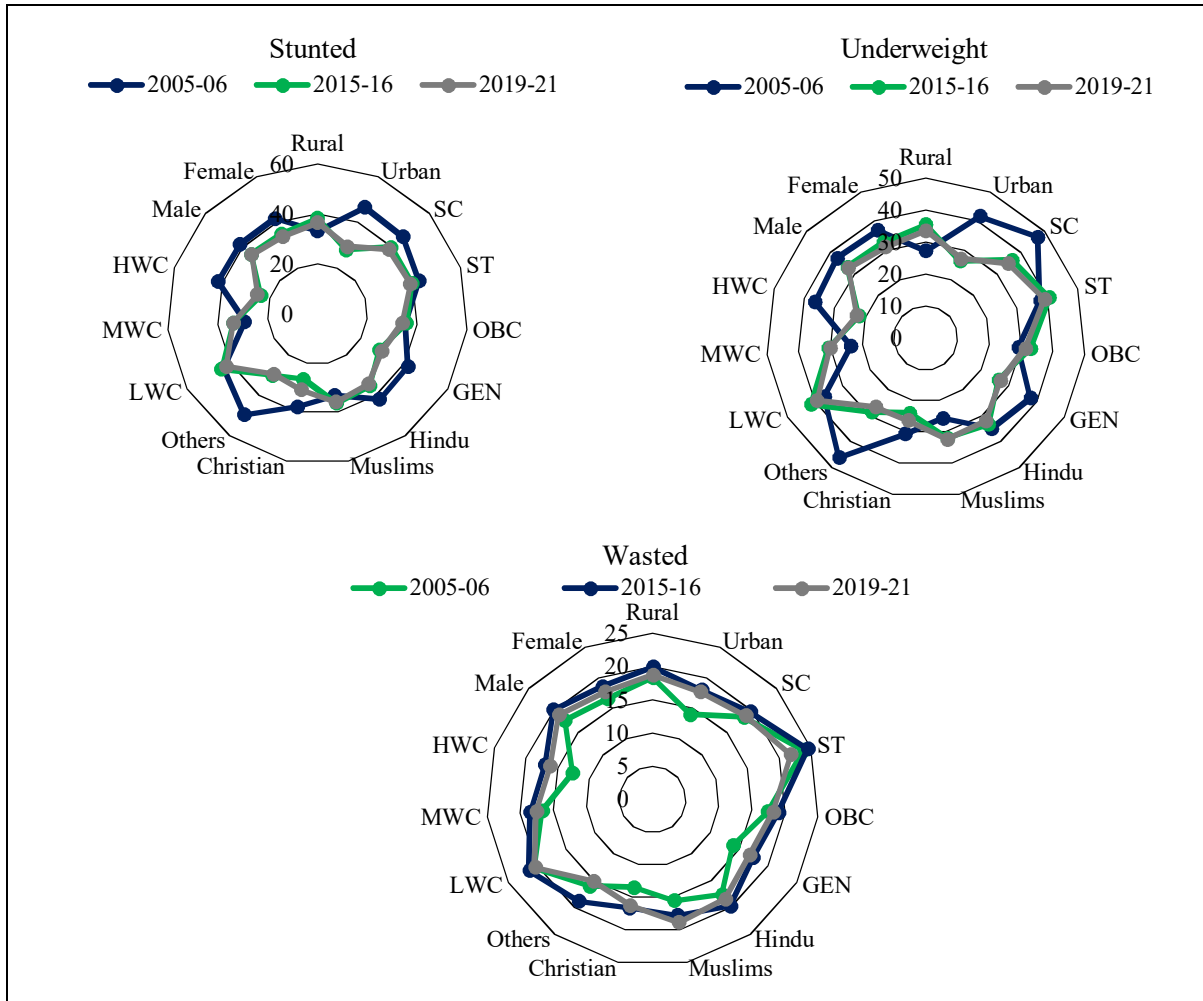 Stunted
2005-06 2015-16 2019-21
Rural
Urban
SC
ST
OBC
GEN
Hindu
Muslims
Christian
Others
LWC
MWC
HWC
Male
Female
60
40
20
0
Underweight
2005-06 2015-16 2019-21
Rural
Urban
SC
ST
OBC
GEN
Hindu
Muslims
Christian
Others
LWC
MWC
HWC
Male
Female
50
40
30
20
10
0
Wasted
2005-06 2015-16 2019-21
Rural
Urban
SC
ST
OBC
GEN
Hindu
Muslims
Christian
Others
LWC
MWC
HWC
Male
Female
25
20
15
10
5
0